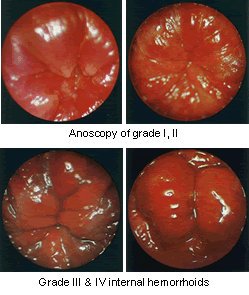 Anoscopy of grade I, II
Grade III & IV internal hemorrhoids